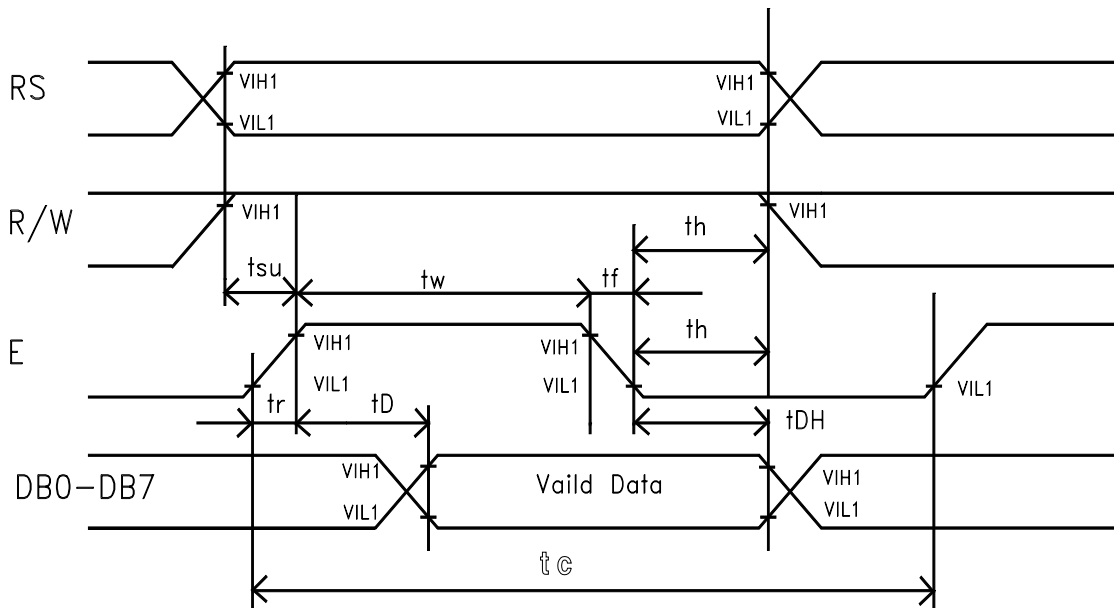 RS
VIH1
VIL1
VIH1
VIL1
R/W
VIH1
VIH1
th
tsu
tw
tf
E
VIH1
VIH1
th
VIL1
VIL1
VIL1
tr
tD
tDH
DB0-DB7
VIH1
Vaild Data
VIH1
VIL1
VIL1
tc